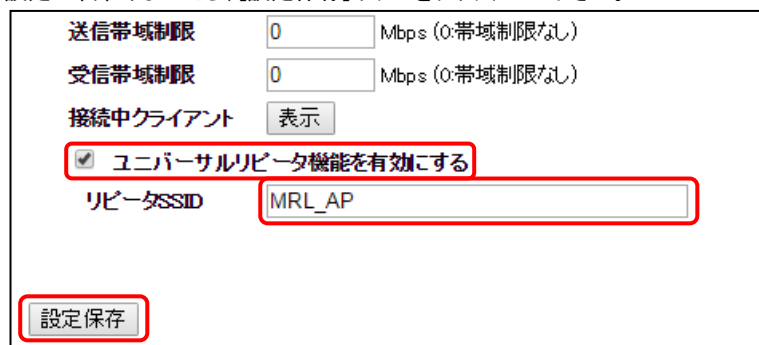 送信帯域制限 0 Mbps (0:帯域制限なし)
受信帯域制限 0 Mbps (0:帯域制限なし)
接続中クライアント 表示
ユニバーサルリピータ機能を有効にする
リピータSSID MRL_AP
設定保存